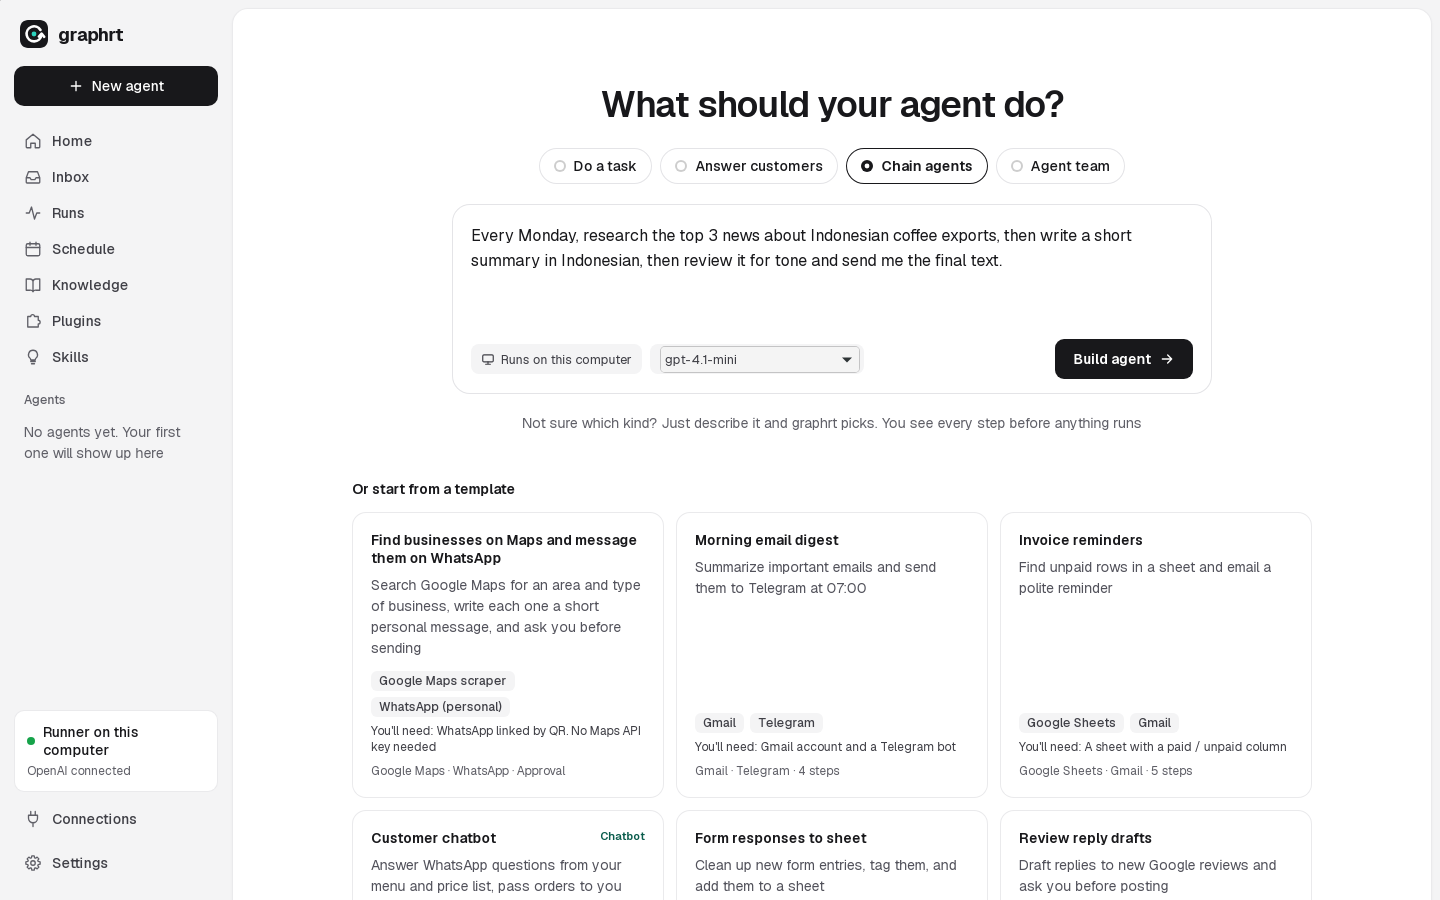 graphrt
New agent
Home
Inbox
Runs
Schedule
Knowledge
Plugins
Skills
Agents
No agents yet. Your first
one will show up here
Runner on this
computer
OpenAI connected
Connections
Settings
What should your agent do?
Do a task
Answer customers
Chain agents
Agent team
Every Monday, research the top 3 news about Indonesian coffee exports, then write a short
summary in Indonesian, then review it for tone and send me the final text.
Runs on this computer
gpt-4.1-mini
Build agent
Not sure which kind? Just describe it and graphrt picks. You see every step before anything runs
Or start from a template
Find businesses on Maps and message
them on WhatsApp
Search Google Maps for an area and type
of business, write each one a short
personal message, and ask you before
sending
Google Maps scraper
WhatsApp (personal)
You'll need: WhatsApp linked by QR. No Maps API
key needed
Google Maps · WhatsApp · Approval
Morning email digest
Summarize important emails and send
them to Telegram at 07:00
Gmail
Telegram
You'll need: Gmail account and a Telegram bot
Gmail · Telegram · 4 steps
Invoice reminders
Find unpaid rows in a sheet and email a
polite reminder
Google Sheets
Gmail
You'll need: A sheet with a paid / unpaid column
Google Sheets · Gmail · 5 steps
Customer chatbot
Chatbot
Answer WhatsApp questions from your
menu and price list, pass orders to you
Form responses to sheet
Clean up new form entries, tag them, and
add them to a sheet
Review reply drafts
Draft replies to new Google reviews and
ask you before posting